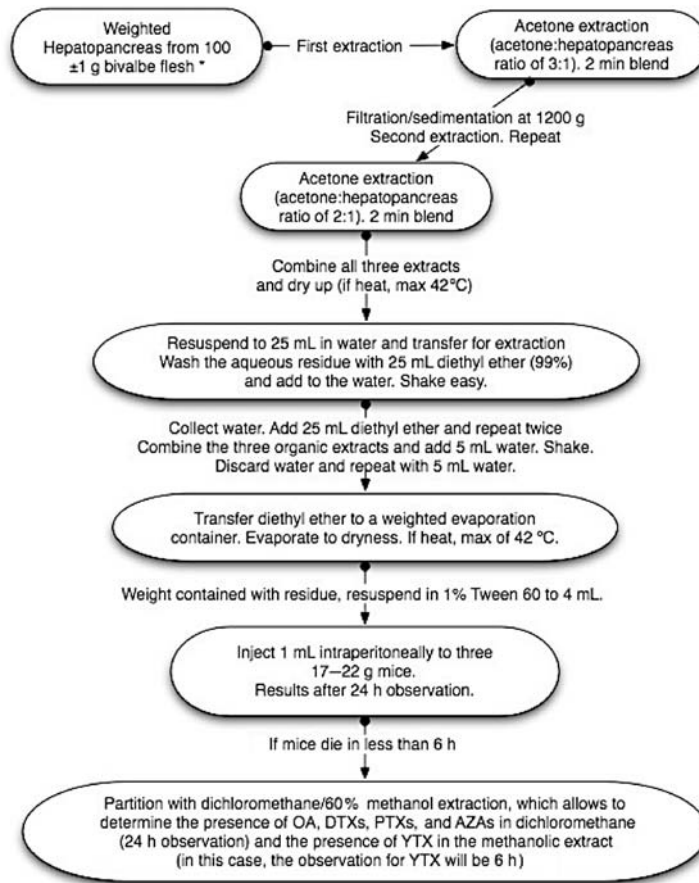 Weighted
Hepatopancreas from 100
±1 g bivalbe flesh *
First extraction
Acetone extraction
(acetone:hepatopancreas
ratio of 3:1). 2 min blend
Filtration/sedimentation at 1200 g
Second extraction. Repeat
Acetone extraction
(acetone:hepatopancreas
ratio of 2:1). 2 min blend
Combine all three extracts
and dry up (if heat, max 42°C)
Resuspend to 25 mL in water and transfer for extraction
Wash the aqueous residue with 25 mL diethyl ether (99%)
and add to the water. Shake easy.
Collect water. Add 25 mL diethyl ether and repeat twice
Combine the three organic extracts and add 5 mL water. Shake.
Discard water and repeat with 5 mL water.
Transfer diethyl ether to a weighted evaporation
container. Evaporate to dryness. If heat, max of 42 °C.
Weight contained with residue, resuspend in 1% Tween 60 to 4 mL.
Inject 1 mL intraperitoneally to three
17–22 g mice.
Results after 24 h observation.
If mice die in less than 6 h
Partition with dichloromethane/60% methanol extraction, which allows to
determine the presence of OA, DTXs, PTXs, and AZAs in dichloromethane
(24 h observation) and the presence of YTX in the methanolic extract
(in this case, the observation for YTX will be 6 h)